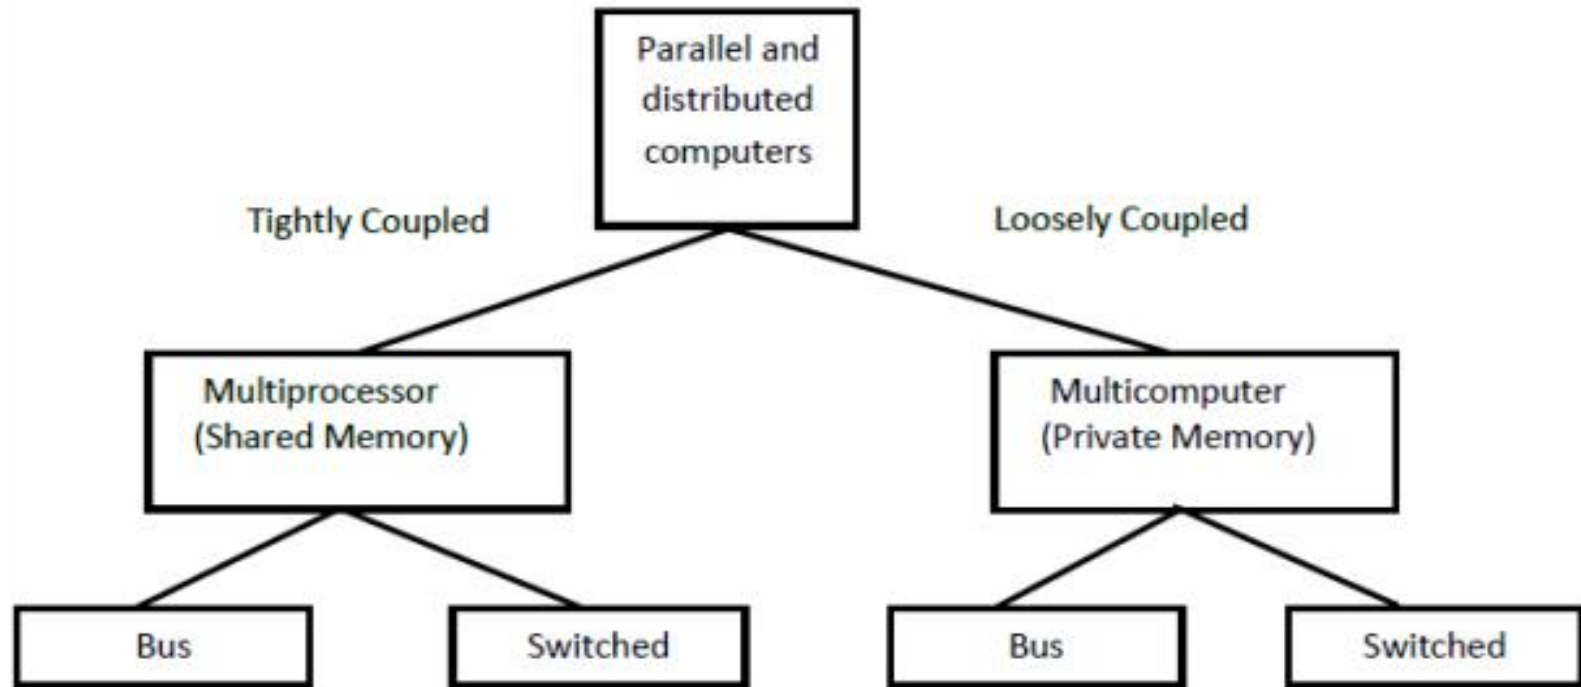 Parallel and
distributed
computers
Tightly Coupled
Loosely Coupled
Multiprocessor
(Shared Memory)
Multicomputer
(Private Memory)
Bus
Switched
Bus
Switched